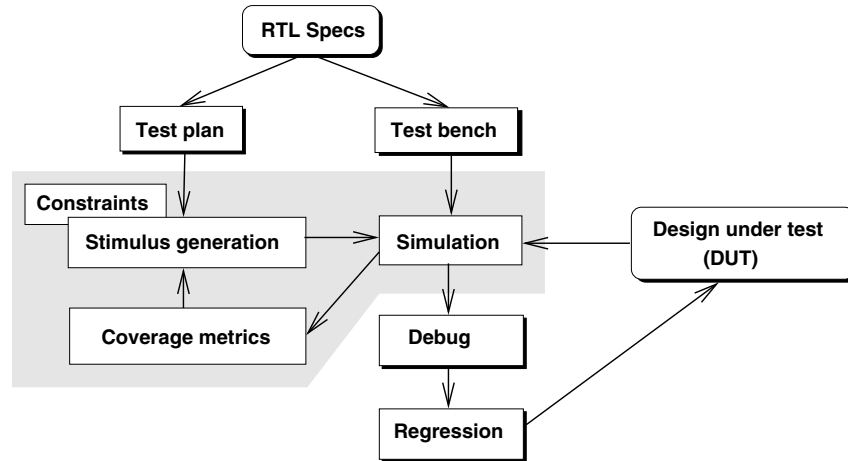 RTL Specs
Test plan
Test bench
Constraints
Stimulus generation
Simulation
Design under test
(DUT)
Coverage metrics
Debug
Regression